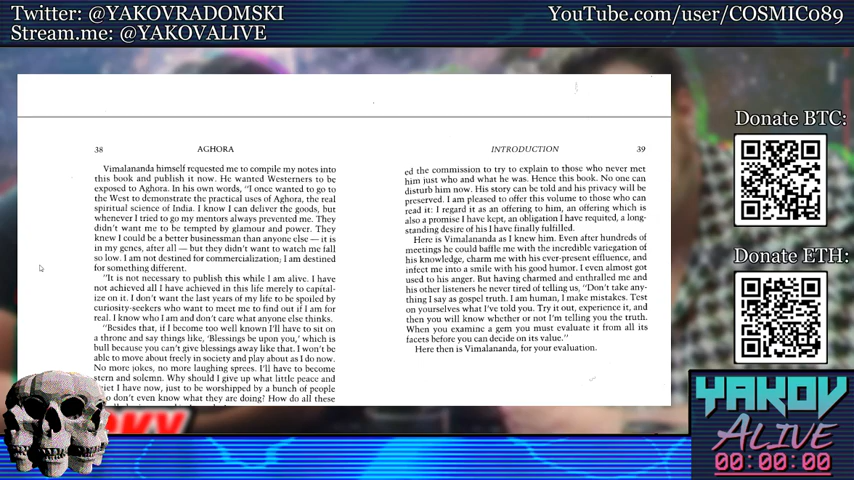 Twitter: @YAKOVRADOMSKI
Stream.me: @YAKOVALIVE
YouTube.com/user/COSMIC089
38 AGHORA
Vimalananda himself requested me to compile my notes into
this book and publish it now. He wanted Westerners to be
exposed to Aghora. In his own words, "I once wanted to go to
the West to demonstrate the practical uses of Aghora, the real
spiritual science of India. I know I can deliver the goods, but
whenever I tried to go my mentors always prevented me. They
didn't want me to be tempted by glamour and power. They
knew I could be a better businessman than anyone else — it is
in my genes, after all — but they didn't want to watch me fall
so low. I am not destined for commercialization; I am destined
for something different.
"It is not necessary to publish this while I am alive. I have
not achieved all I have achieved in this life merely to capital-
ize on it. I don't want the last years of my life to be spoiled by
curiosity-seekers who want to meet me to find out if I am for
real. I know who I am and I don't care what anyone else thinks.
"Besides that, if I become too well known I'll have to sit on
a throne and say things like, 'Blessings be upon you,' which is
bull because you can't give blessings away like that. I won't be
able to move about freely in society and play about as I do now.
No more jokes, no more laughing sprees. I'll have to become
stern and solemn. Why should I give up what little peace and
quiet I have now, just to be worshipped by a bunch of people
who don't even know what they are doing? How do all these
INTRODUCTION 39
ed the commission to try to explain to those who never met
him just who and what he was. Hence this book. No one can
disturb him now. His story can be told and his privacy will be
preserved. I am pleased to offer this volume to those who can
read it: I regard it as an offering to him, an offering which is
also a promise I have kept, an obligation I have requited, a long-
standing desire of his I have finally fulfilled.
Here is Vimalananda as I knew him. Even after hundreds of
meetings he could baffle me with the incredible variegation of
his knowledge, charm me with his ever-present effluence, and
infect me into a smile with his good humor. I even almost got
used to his anger. But having charmed and enthralled me and
his other listeners he never tired of telling us, "Don't take any-
thing I say as gospel truth. I am human, I make mistakes. Test
on yourselves what I've told you. Try it out, experience it, and
then you will know whether or not I'm telling you the truth.
When you examine a gem you must evaluate it from all its
facets before you can decide on its value."
Here then is Vimalananda, for your evaluation.
Donate BTC:
Donate ETH:
YAKOV
ALIVE
00:00:00